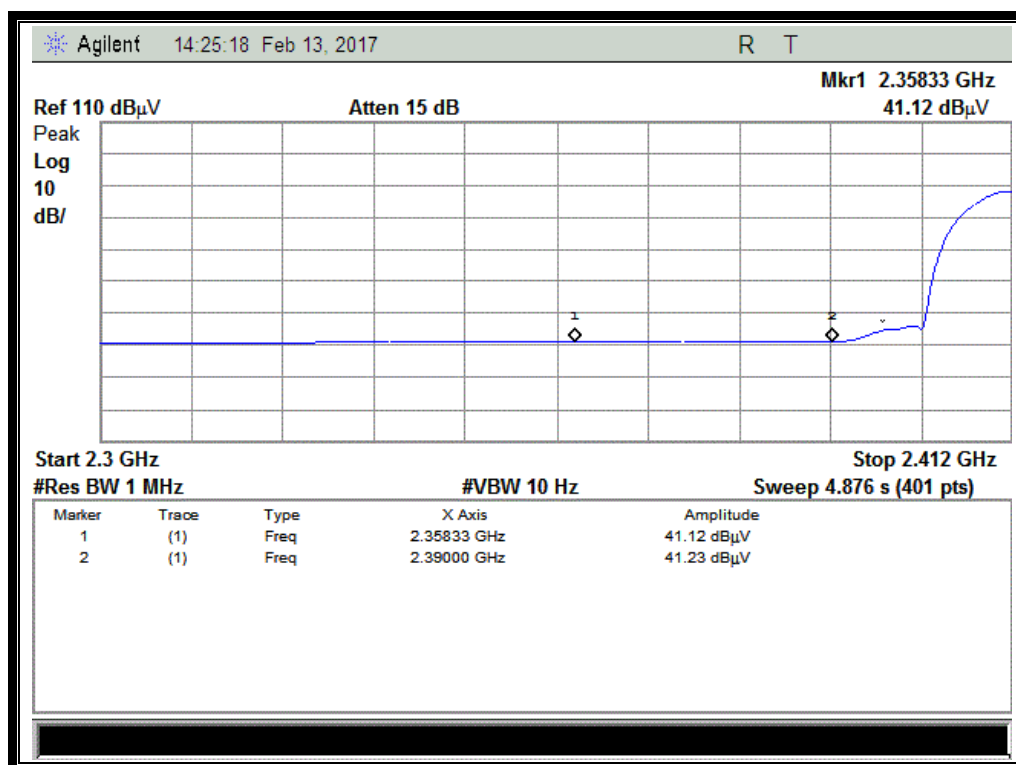 Agilent 14:25:18 Feb 13, 2017 R T
Mkr1 2.35833 GHz
Ref 110 dBµV Atten 15 dB 41.12 dBµV
Peak
Log
10
dB/
1 2
Start 2.3 GHz Stop 2.412 GHz
#Res BW 1 MHz #VBW 10 Hz Sweep 4.876 s (401 pts)
Marker Trace Type X Axis Amplitude
1 (1) Freq 2.35833 GHz 41.12 dBµV
2 (1) Freq 2.39000 GHz 41.23 dBµV